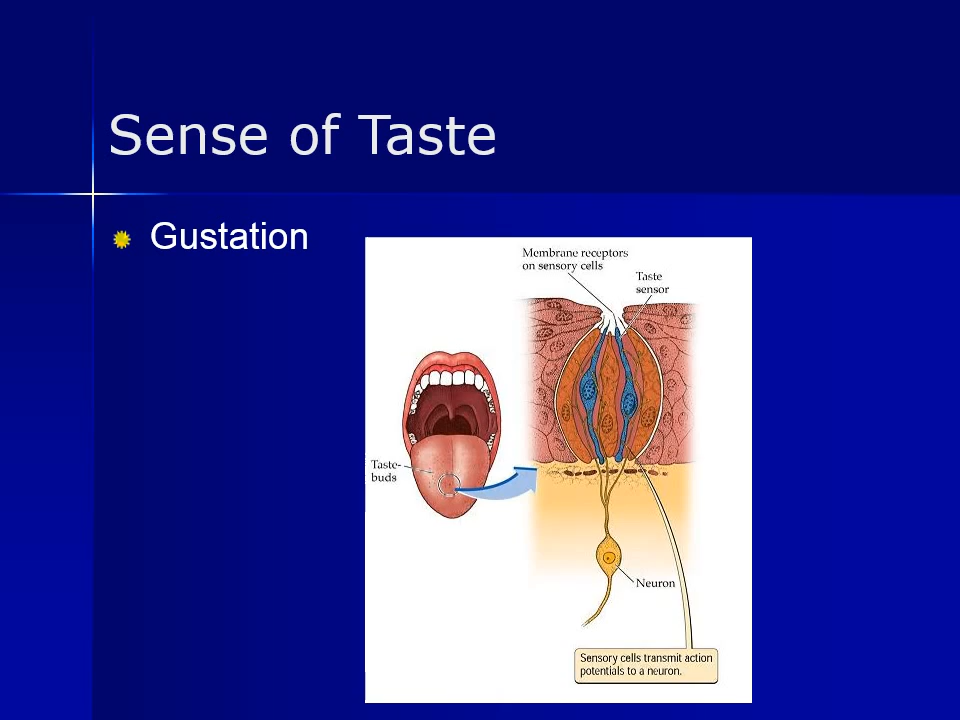 Sense of Taste
Gustation
Membrane receptors
on sensory cells
Taste
sensor
Taste-
buds
Neuron
Sensory cells transmit action
potentials to a neuron.